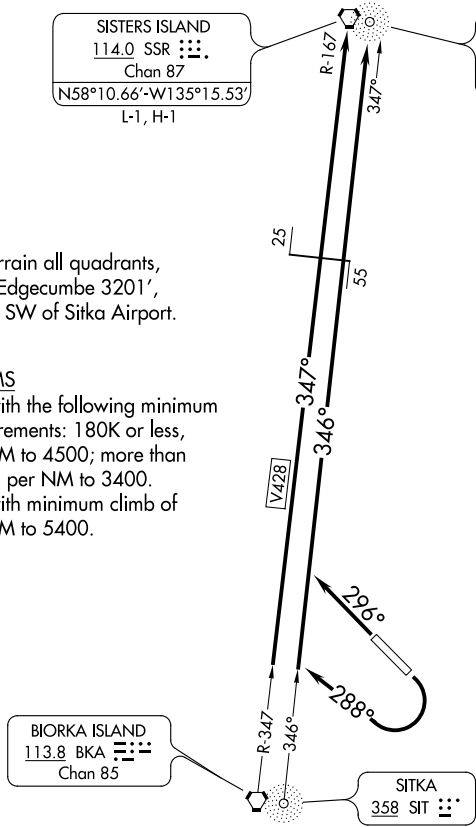 SISTERS ISLAND
114.0 SSR
Chan 87
N58°10.66'-W135°15.53'
L-1, H-1
R-167
347°
25
55
rrain all quadrants,
Edgecumbe 3201',
SW of Sitka Airport.
MS
ith the following minimum
rements: 180K or less,
M to 4500; more than
per NM to 3400.
ith minimum climb of
M to 5400.
347°
346°
V428
296°
288°
R-347
346°
BIORKA ISLAND
113.8 BKA
Chan 85
SITKA
358 SIT